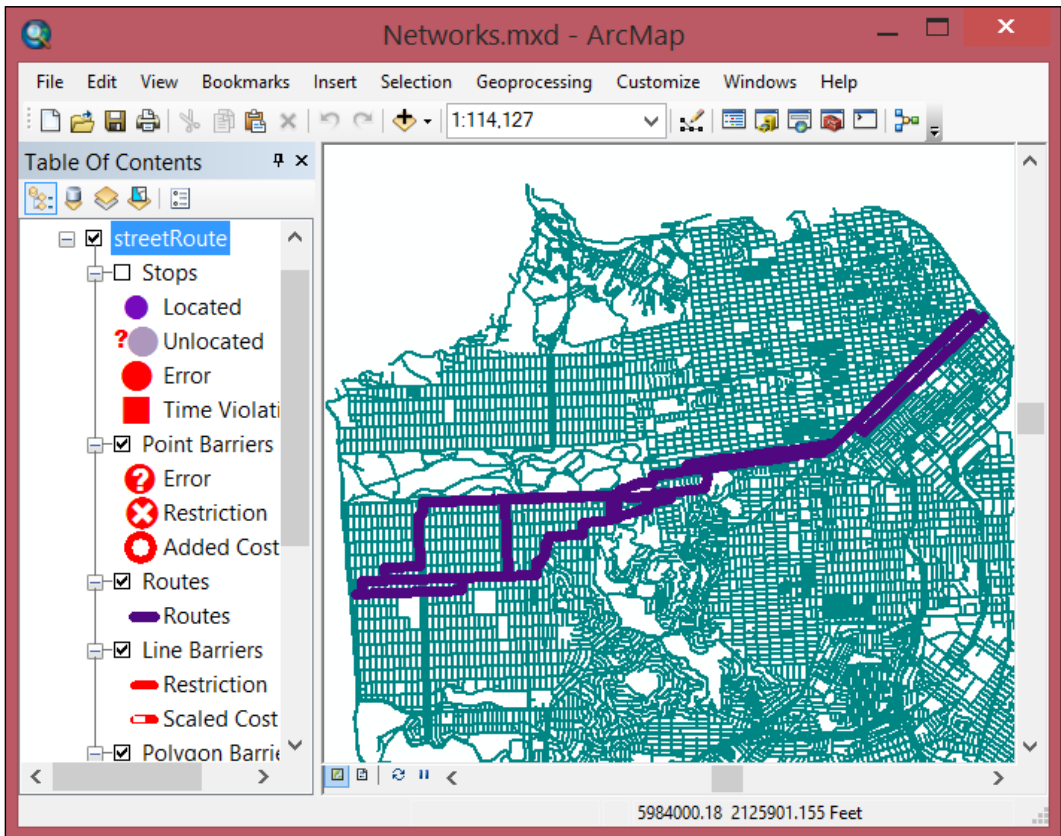 Networks.mxd - ArcMap
File Edit View Bookmarks Insert Selection Geoprocessing Customize Windows Help
1:114,127
Table Of Contents
streetRoute
Stops
Located
? Unlocated
Error
Time Violati
Point Barriers
? Error
Restriction
Added Cost
Routes
Routes
Line Barriers
Restriction
Scaled Cost
Polygon Barrie
5984000.18 2125901.155 Feet